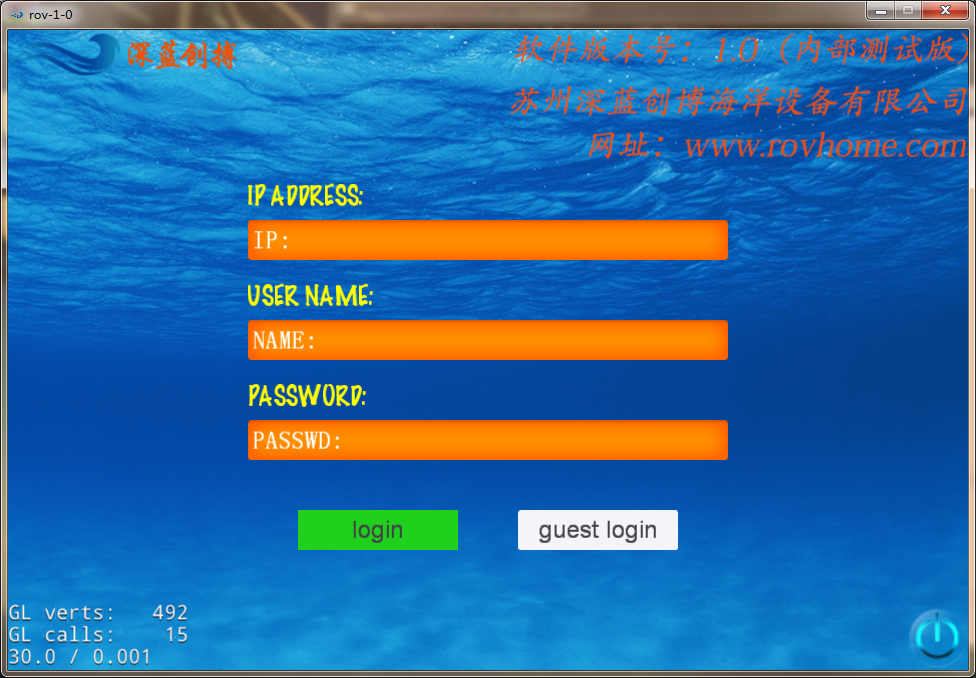 rov-1-0
深蓝创博
软件版本号：1.0（内部测试版）
苏州深蓝创博海洋设备有限公司
网址：www.rovhome.com
IP ADDRESS:
IP:
USER NAME:
NAME:
PASSWORD:
PASSWD:
login guest login
GL verts: 492
GL calls: 15
30.0 / 0.001